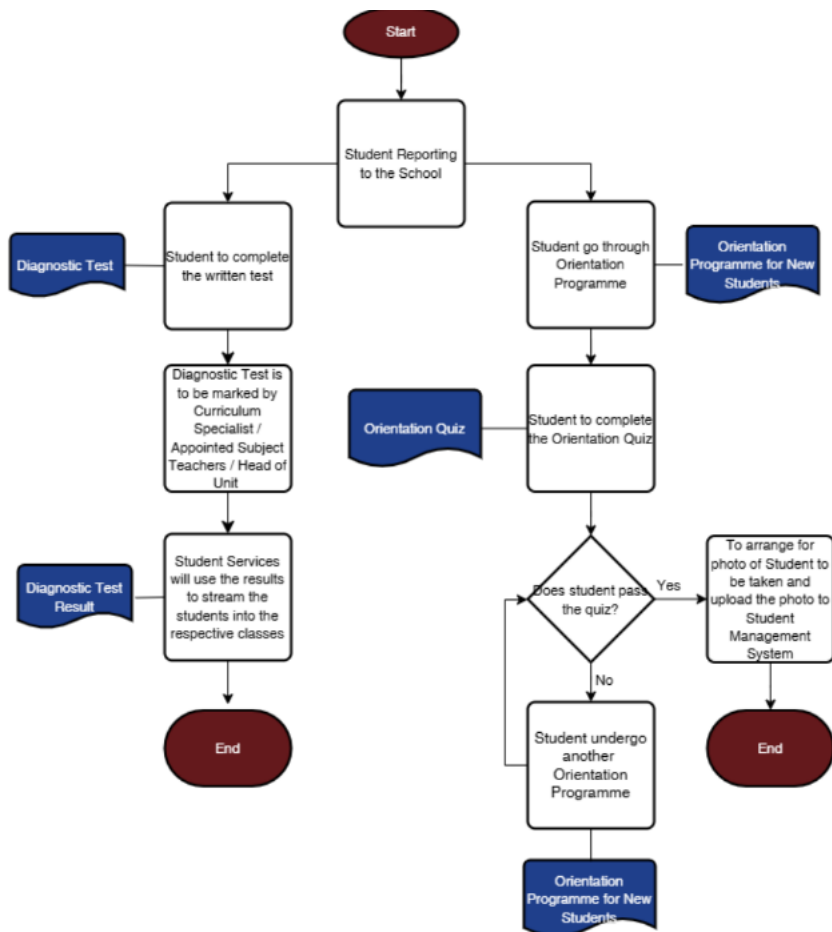 Start
Student Reporting
to the School
Diagnostic Test
Student to complete
the written test
Student go through
Orientation
Programme
Orientation
Programme for New
Students
Diagnostic Test is
to be marked by
Curriculum
Specialist /
Appointed Subject
Teachers / Head of
Unit
Orientation Quiz
Student to complete
the Orientation Quiz
Diagnostic Test
Result
Student Services
will use the results
to stream the
students into the
respective classes
Does student pass
the quiz?
Yes
To arrange for
photo of Student to
be taken and
upload the photo to
Student
Management
System
No
End
Student undergo
another
Orientation
Programme
End
Orientation
Programme for New
Students